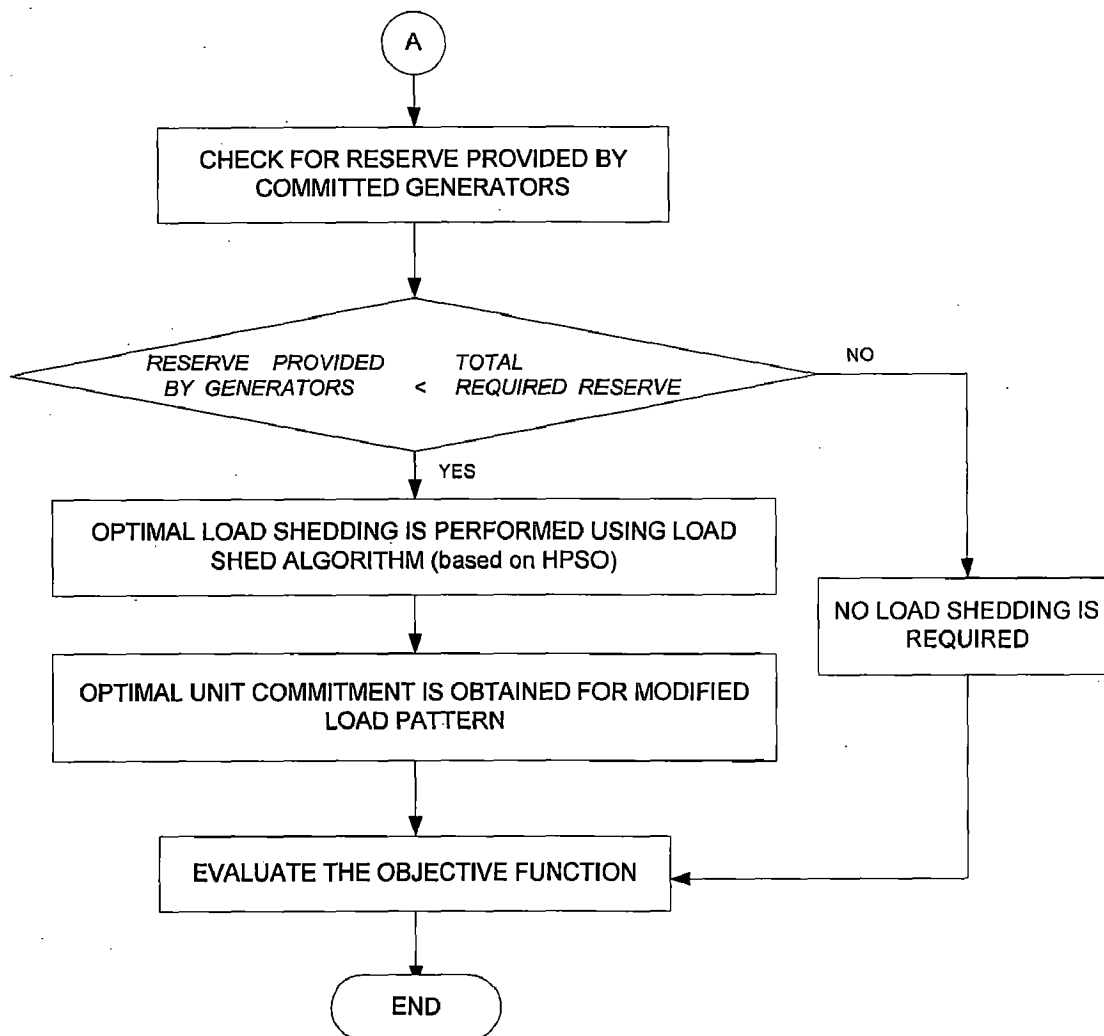 A
CHECK FOR RESERVE PROVIDED BY
COMMITTED GENERATORS
RESERVE PROVIDED TOTAL
BY GENERATORS < REQUIRED RESERVE
NO
YES
OPTIMAL LOAD SHEDDING IS PERFORMED USING LOAD
SHED ALGORITHM (based on HPSO)
NO LOAD SHEDDING IS
REQUIRED
OPTIMAL UNIT COMMITMENT IS OBTAINED FOR MODIFIED
LOAD PATTERN
EVALUATE THE OBJECTIVE FUNCTION
END